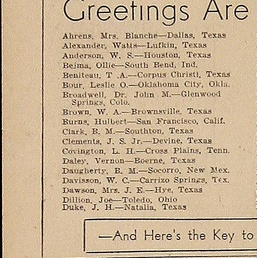 Greetings Are
Ahrens, Mrs. Blanche—Dallas, Texas
Alexander, Watts—Lufkin, Texas
Anderson, W. S.—Houston, Texas
Beima, Ollie—South Bend, Ind.
Beniteau, T .A.—Corpus Christi, Texas
Bour, Leslie O.—Oklahoma City, Okla.
Broadwell, Dr. John M.—Glenwood
Springs, Colo.
Brown, W. A.—Brownsville, Texas
Burns, Hulbert—San Francisco, Calif.
Clark, B. M.—Southton, Texas
Clements, J. S. Jr.—Devine, Texas
Covington, L. H.—Cross Plains, Tenn.
Daley, Vernon—Boerne, Texas
Daugherty, B. M.—Socorro, New Mex.
Davisson, W. C.—Carrizo Springs, Tex.
Dawson, Mrs. J. E.—Hye, Texas
Dillion, Joe—Toledo, Ohio
Duke, J. H.—Natalia, Texas
—And Here's the Key to